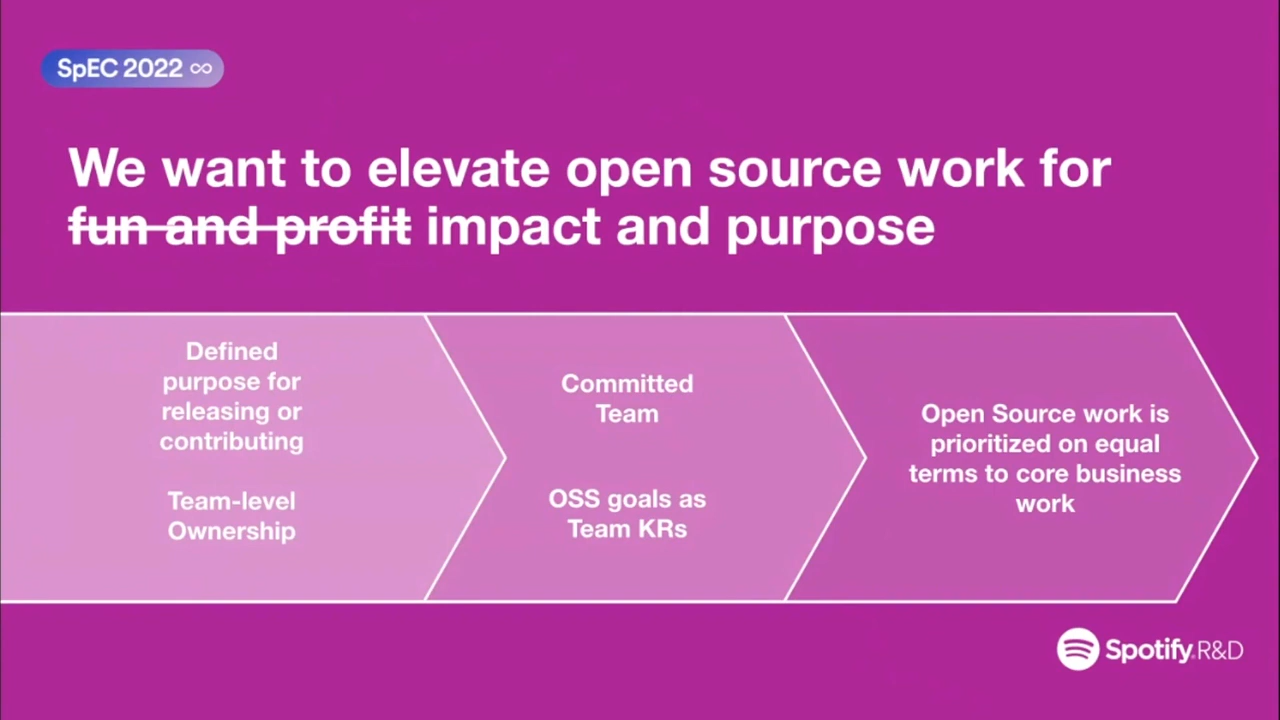 SpEC 2022 ∞
We want to elevate open source work for
fun and profit impact and purpose
Defined
purpose for
releasing or
contributing
Team-level
Ownership
Committed
Team
OSS goals as
Team KRs
Open Source work is
prioritized on equal
terms to core business
work
Spotify R&D